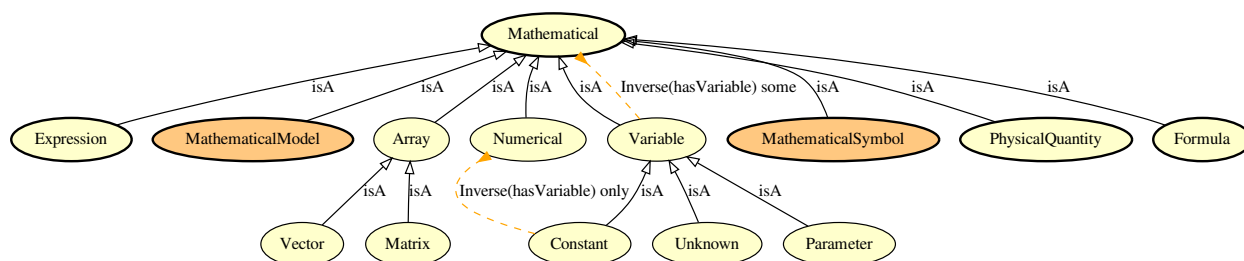 Mathematical
isA isA isA isA isA Inverse(hasVariable) some isA isA isA
Expression MathematicalModel Array Numerical Variable MathematicalSymbol PhysicalQuantity Formula
isA isA Inverse(hasVariable) only isA isA isA
Vector Matrix Constant Unknown Parameter